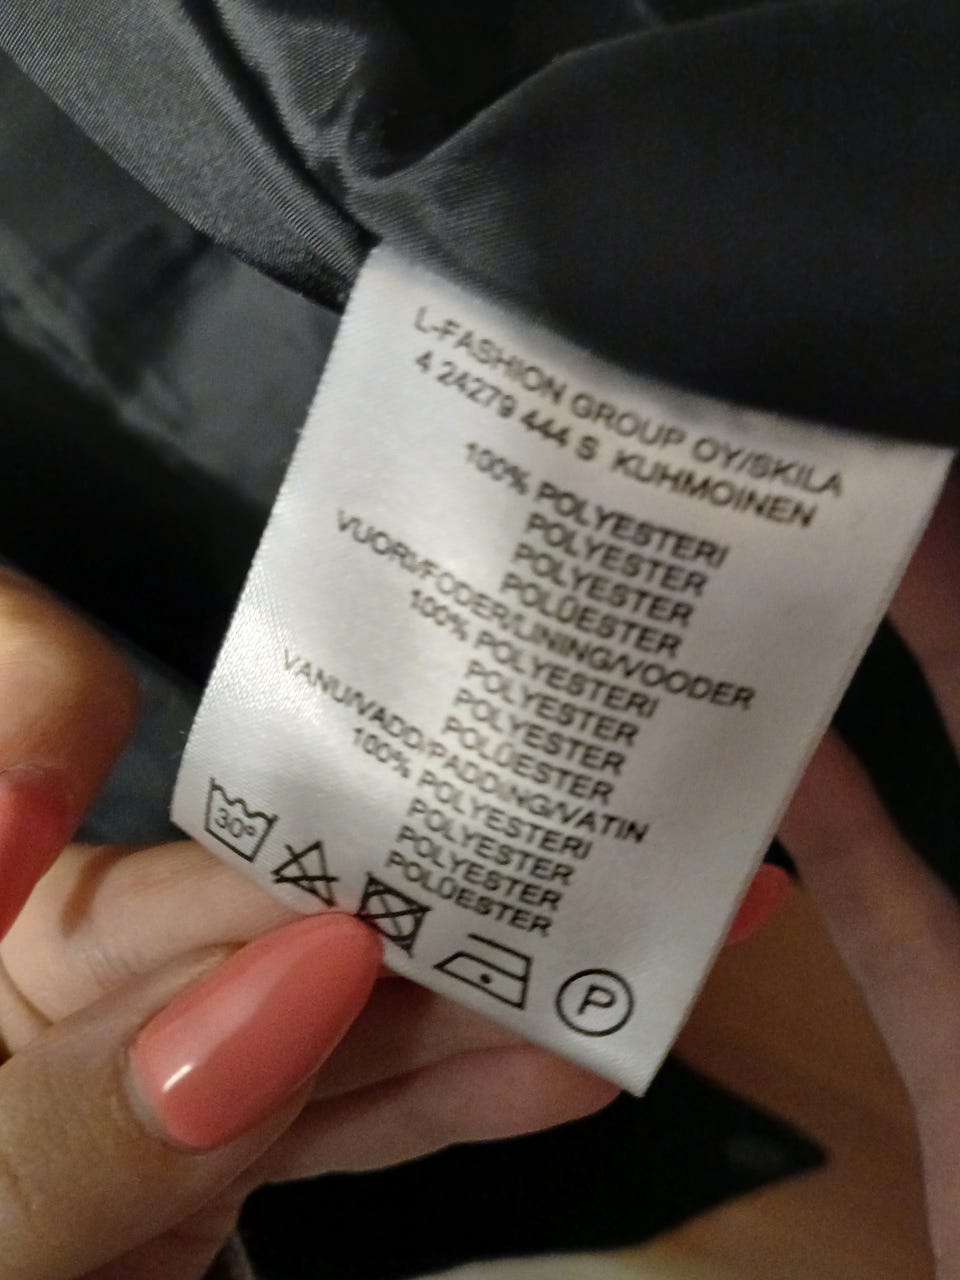 L-FASHION GROUP OY/SKILA
4 24279 444 S KUHMOINEN
100% POLYESTERI
POLYESTER
POLYESTER
POLÜESTER
VUORI/FODER/LINING/VOODER
100% POLYESTERI
POLYESTER
POLYESTER
POLÜESTER
VANU/VADD/PADDING/VATIN
100% POLYESTERI
POLYESTER
POLYESTER
POLÜESTER
30°
P